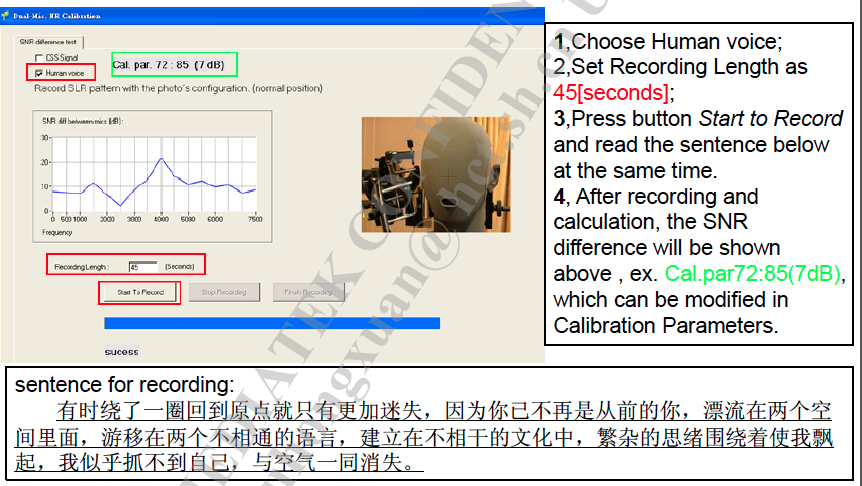 Dual-Mic. NR Calibration
SNR difference test
CSSi Signal
Human voice
Cal. par. 72 : 85 (7dB)
Record SLR pattern with the photo's configuration. (normal position)
SNR diff between mics (dB):
30
20
10
0
0 500 1000 2000 3000 4000 5000 6000 7500
Frequency
Recording Length : 45 (Seconds)
Start To Record Stop Recording Finish Recording
sucess
1,Choose Human voice;
2,Set Recording Length as
45[seconds];
3,Press button Start to Record
and read the sentence below
at the same time.
4, After recording and
calculation, the SNR
difference will be shown
above , ex. Cal.par72:85(7dB),
which can be modified in
Calibration Parameters.
sentence for recording:
有时绕了一圈回到原点就只有更加迷失，因为你己不再是从前的你，漂流在两个空
间里面，游移在两个不相通的语言，建立在不相干的文化中，繁杂的思绪围绕着使我飘
起，我似乎抓不到自己，与空气一同消失。